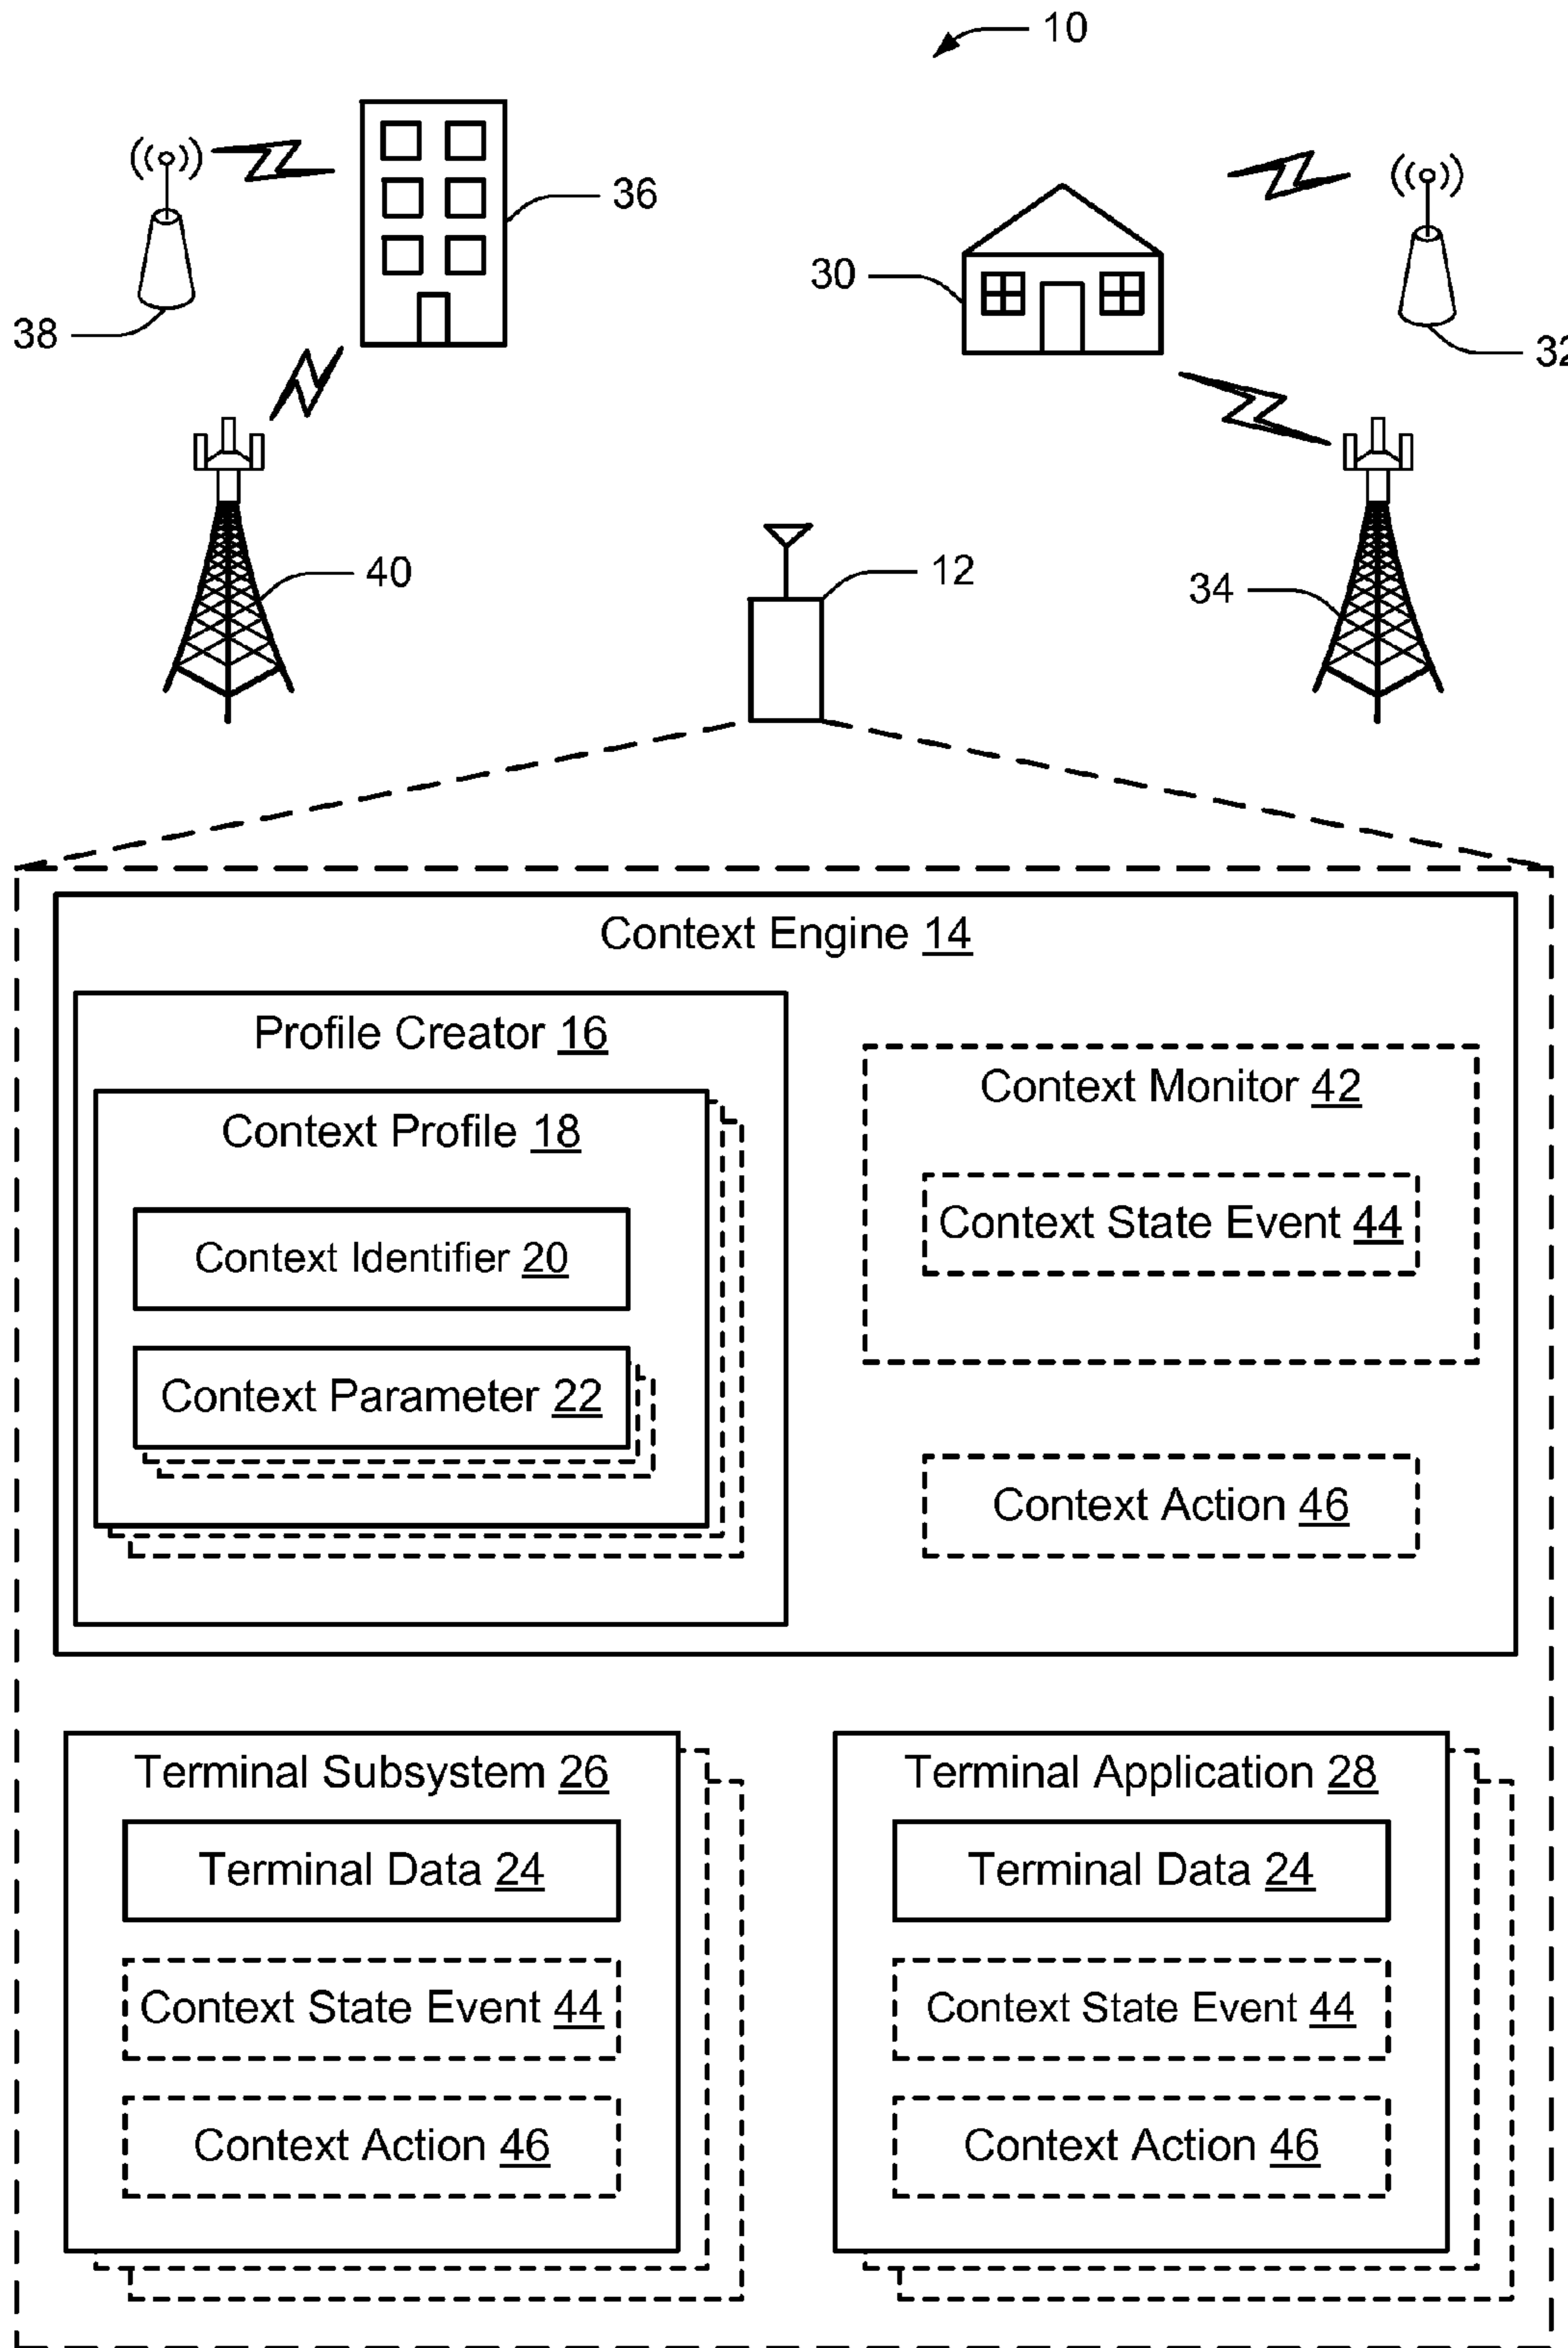 10
36
30
38
32
12
40
34
Context Engine 14
Profile Creator 16
Context Monitor 42
Context Profile 18
Context State Event 44
Context Identifier 20
Context Parameter 22
Context Action 46
Terminal Subsystem 26
Terminal Data 24
Context State Event 44
Context Action 46
Terminal Application 28
Terminal Data 24
Context State Event 44
Context Action 46